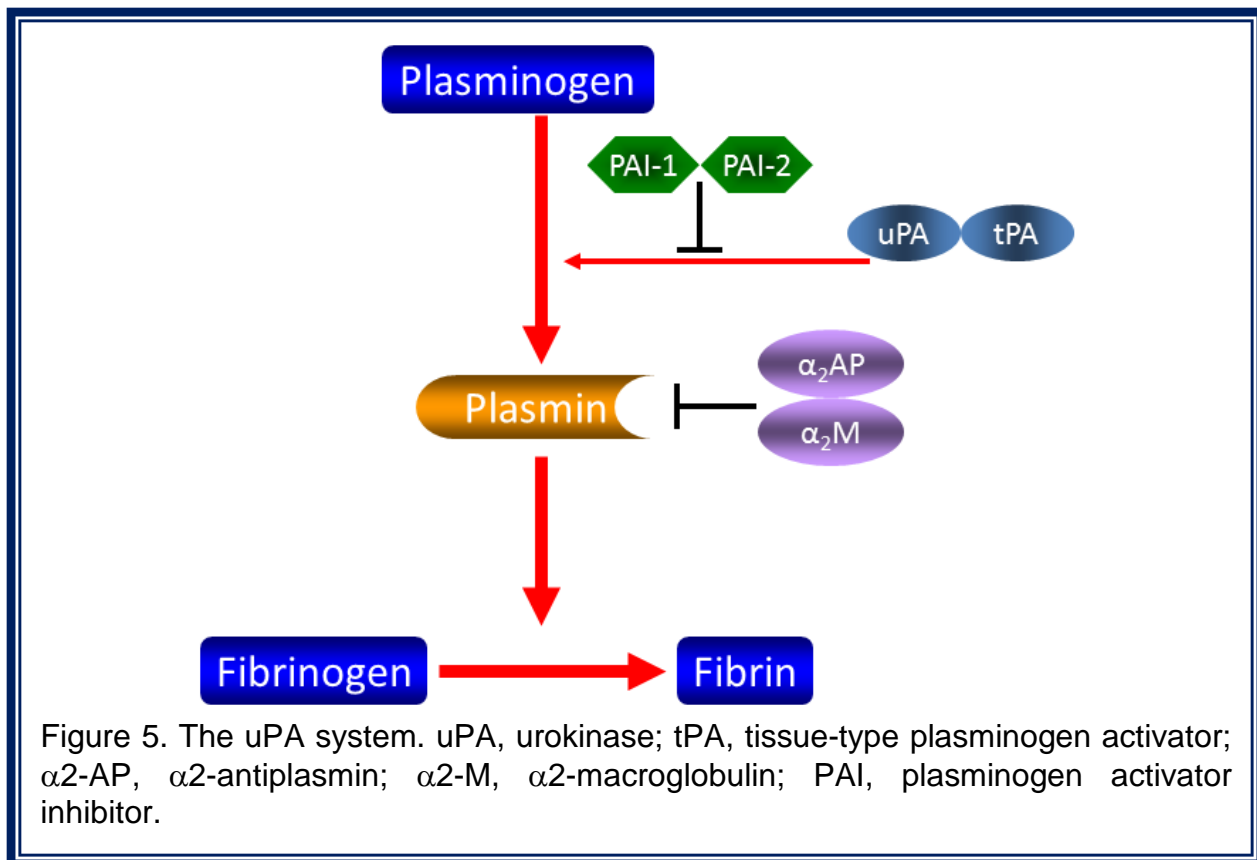 Plasminogen
PAI-1 PAI-2
uPA tPA
α₂AP
Plasmin
α₂M
Fibrinogen Fibrin
Figure 5. The uPA system. uPA, urokinase; tPA, tissue-type plasminogen activator;
α2-AP, α2-antiplasmin; α2-M, α2-macroglobulin; PAI, plasminogen activator
inhibitor.